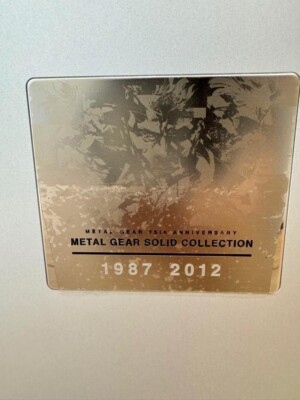 METAL GEAR 25TH ANNIVERSARY
METAL GEAR SOLID COLLECTION
1987 2012